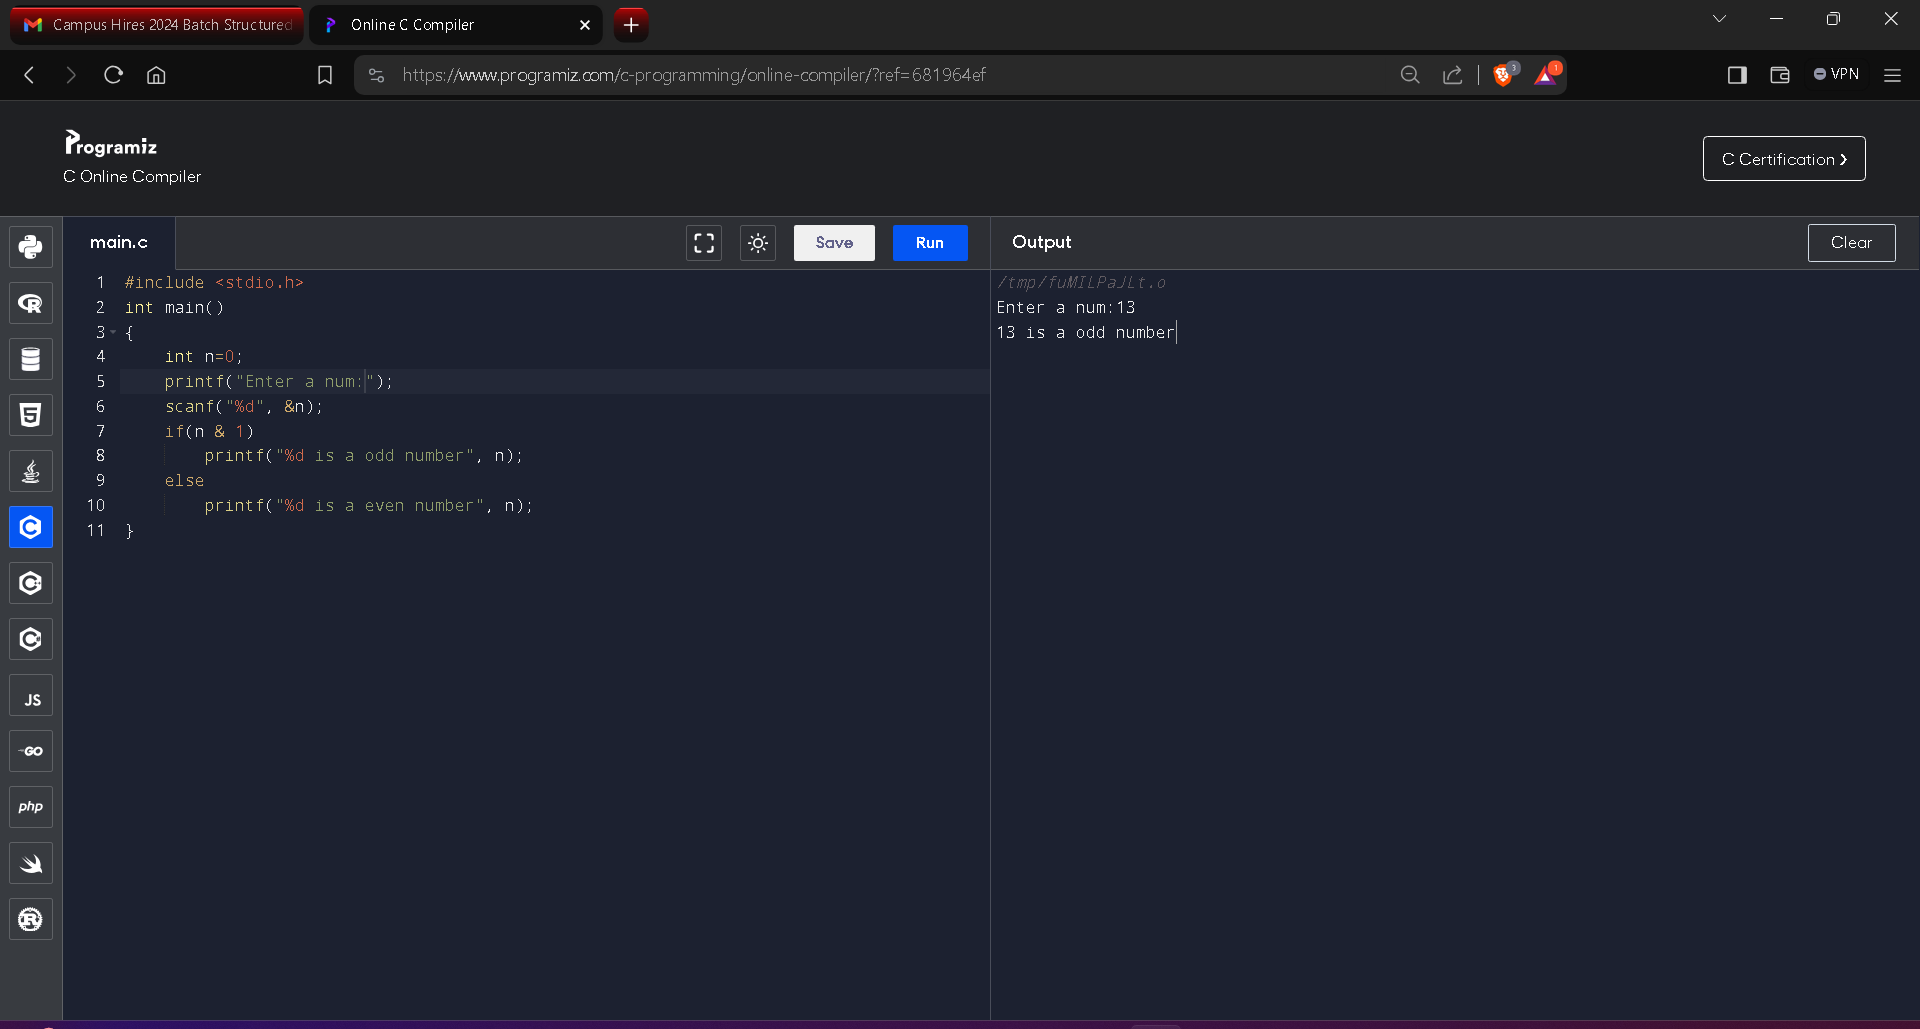 Campus Hires 2024 Batch Structured
Online C Compiler
https://www.programiz.com/c-programming/online-compiler/?ref=681964ef
3
1
VPN
Programiz
C Online Compiler
C Certification ❯
main.c
Save
Run
Output
Clear
1 #include <stdio.h>
2 int main()
3 {
4     int n=0;
5     printf("Enter a num:");
6     scanf("%d", &n);
7     if(n & 1)
8         printf("%d is a odd number", n);
9     else
10         printf("%d is a even number", n);
11 }
/tmp/fuMILPaJLt.o
Enter a num:13
13 is a odd number
R
5
C
C
C
JS
GO
php
R